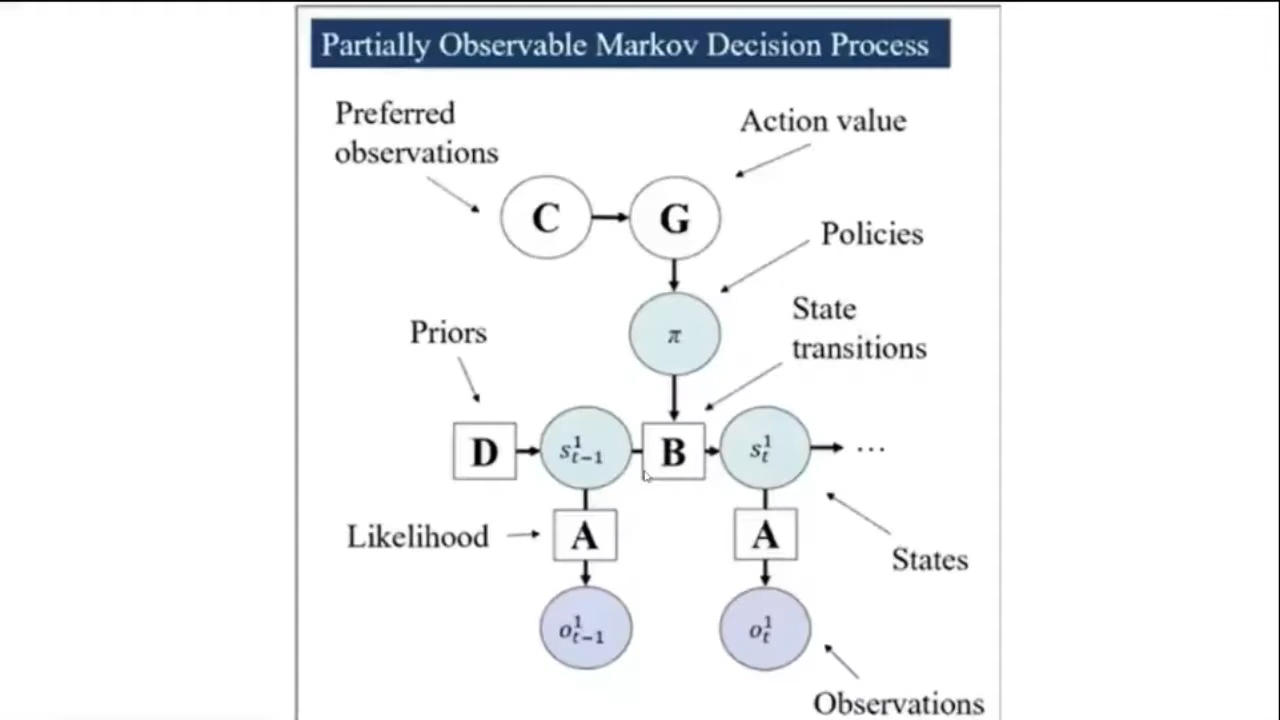 Partially Observable Markov Decision Process
Preferred
observations
Action value
C
G
Policies
π
State
transitions
Priors
D
s¹ₜ₋₁
B
s¹ₜ
...
Likelihood
A
A
States
o¹ₜ₋₁
o¹ₜ
Observations